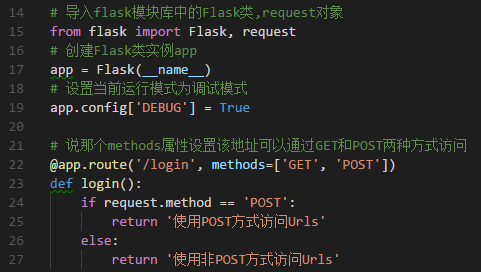 14 # 导入flask模块库中的Flask类,request对象
15 from flask import Flask, request
16 # 创建Flask类实例app
17 app = Flask(__name__)
18 # 设置当前运行模式为调试模式
19 app.config['DEBUG'] = True
20
21 # 说那个methods属性设置该地址可以通过GET和POST两种方式访问
22 @app.route('/login', methods=['GET', 'POST'])
23 def login():
24     if request.method == 'POST':
25         return '使用POST方式访问Urls'
26     else:
27         return '使用非POST方式访问Urls'